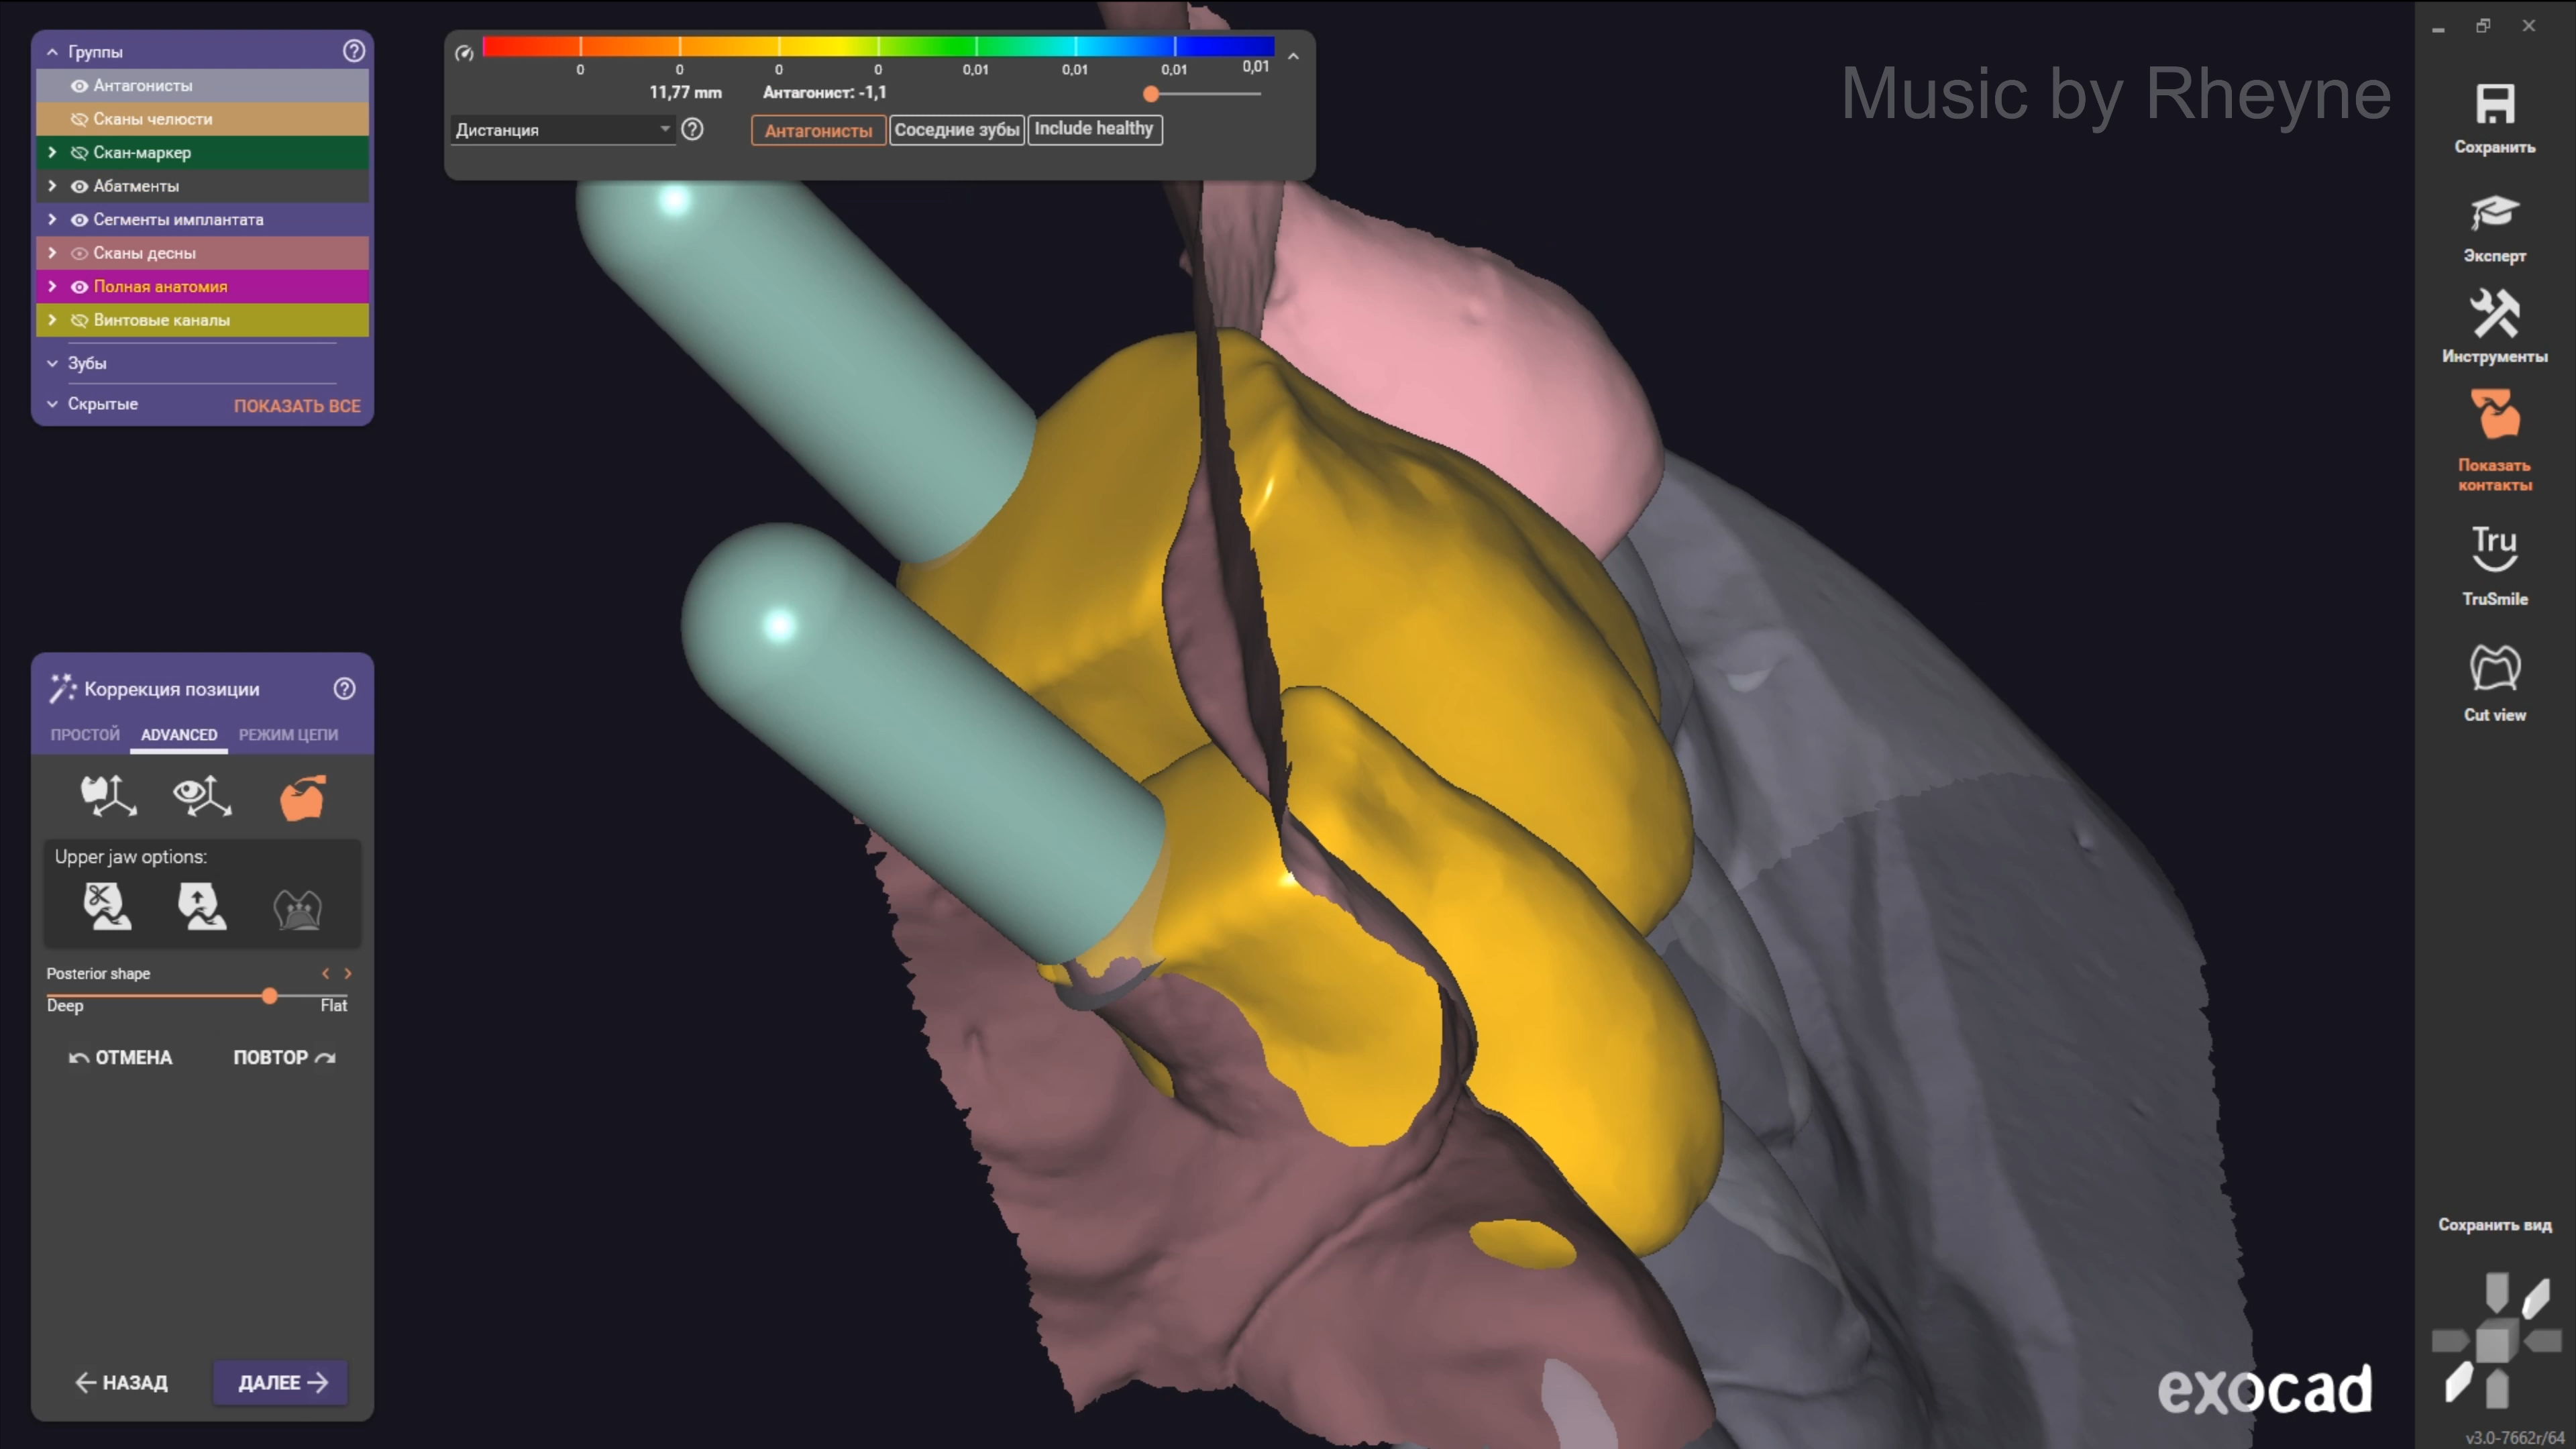 Группы
Антагонисты
Сканы челюсти
Скан-маркер
Абатменты
Сегменты имплантата
Сканы десны
Полная анатомия
Винтовые каналы
Зубы
Скрытые ПОКАЗАТЬ ВСЕ
0 0 0 0 0,01 0,01 0,01 0,01
11,77 mm Антагонист: -1,1
Дистанция
Антагонисты Соседние зубы Include healthy
Music by Rheyne
Сохранить
Эксперт
Инструменты
Показать
контакты
Tru
TruSmile
Cut view
Коррекция позиции
ПРОСТОЙ ADVANCED РЕЖИМ ЦЕПИ
Upper jaw options:
Posterior shape
Deep Flat
ОТМЕНА ПОВТОР
НАЗАД ДАЛЕЕ
Сохранить вид
exocad
v3.0-7662r/64